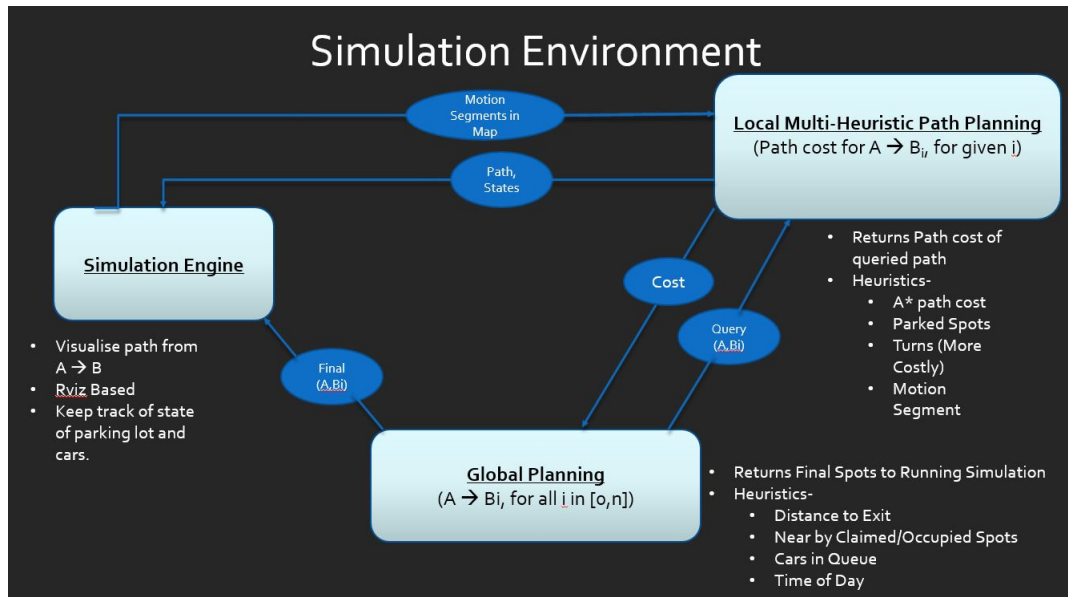 Simulation Environment
Motion
Segments in
Map
Local Multi-Heuristic Path Planning
(Path cost for A → Bi, for given i)
Path,
States
Simulation Engine
• Returns Path cost of
queried path
• Heuristics-
• A* path cost
• Parked Spots
• Turns (More
Costly)
• Motion
Segment
Cost
Query
(A,Bi)
• Visualise path from
A → B
• Rviz Based
• Keep track of state
of parking lot and
cars.
Final
(A,Bi)
Global Planning
(A → Bi, for all i in [0,n])
• Returns Final Spots to Running Simulation
• Heuristics-
• Distance to Exit
• Near by Claimed/Occupied Spots
• Cars in Queue
• Time of Day